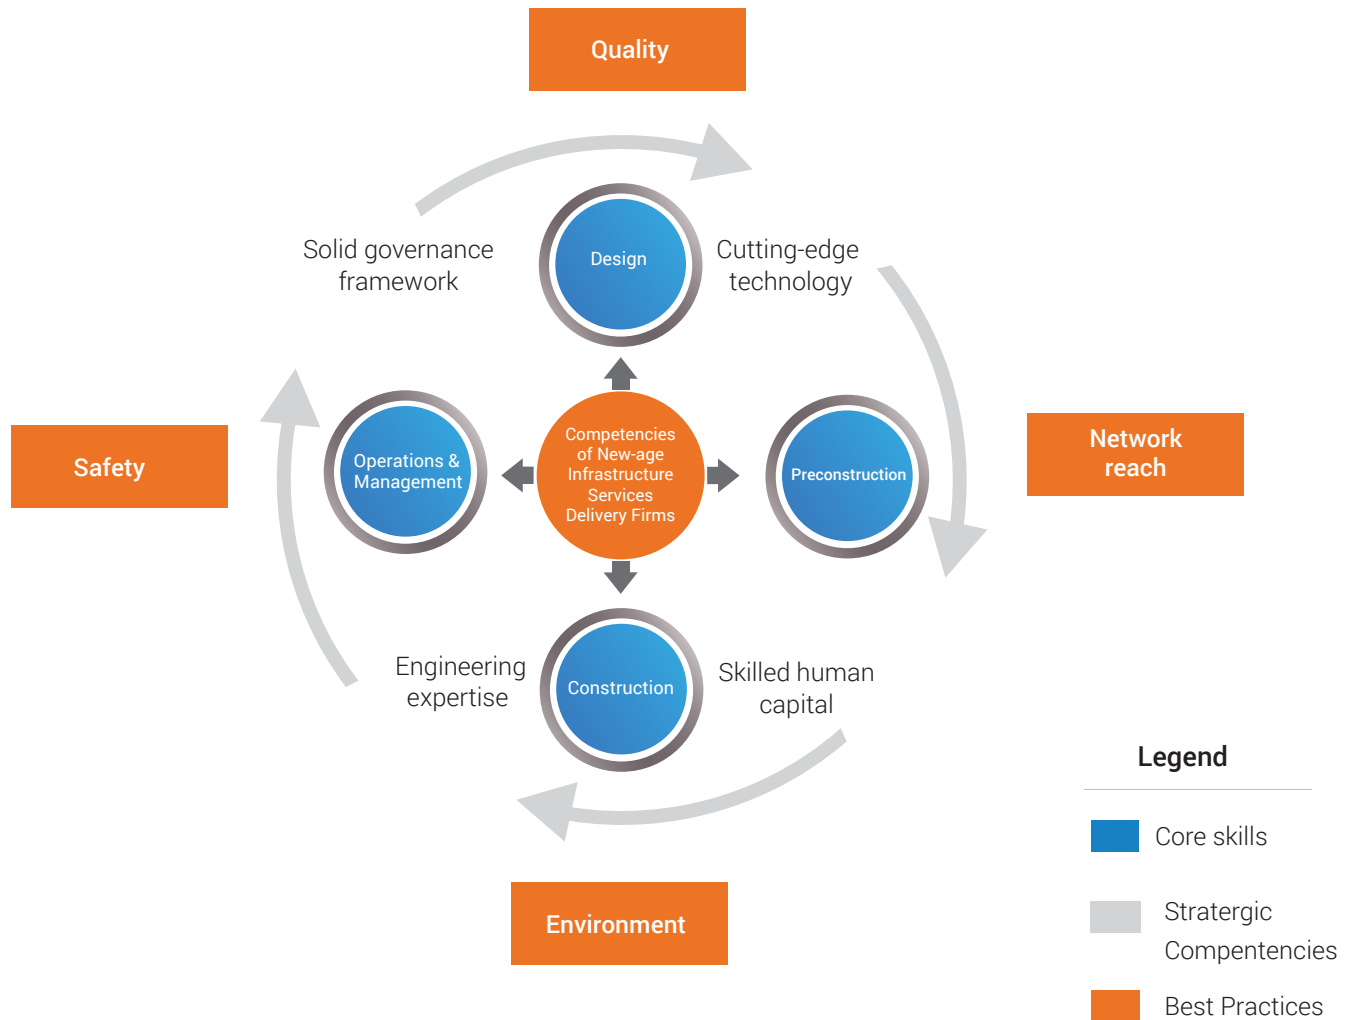 Quality
Solid governance
framework
Design
Cutting-edge
technology
Safety
Operations &
Management
Competencies
of New-age
Infrastructure
Services
Delivery Firms
Preconstruction
Network
reach
Engineering
expertise
Construction
Skilled human
capital
Environment
Legend
Core skills
Stratergic
Compentencies
Best Practices